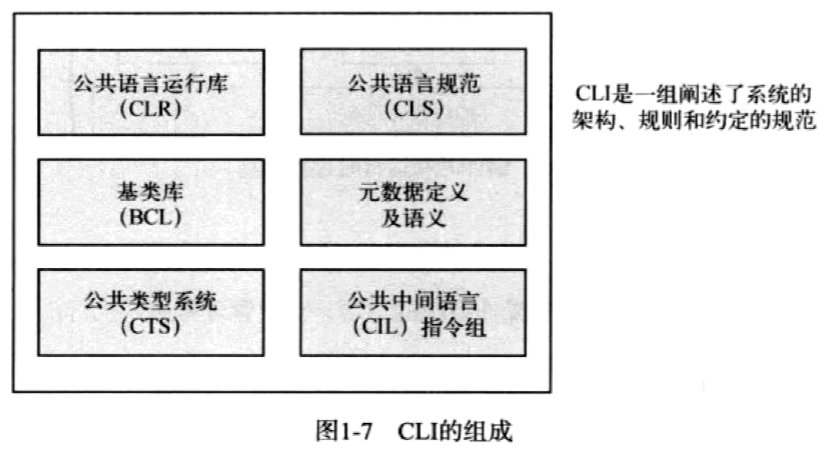 公共语言运行库
(CLR)
公共语言规范
(CLS)
基类库
(BCL)
元数据定义
及语义
公共类型系统
(CTS)
公共中间语言
(CIL) 指令组
CLI是一组阐述了系统的
架构、规则和约定的规范
图1-7 CLI的组成